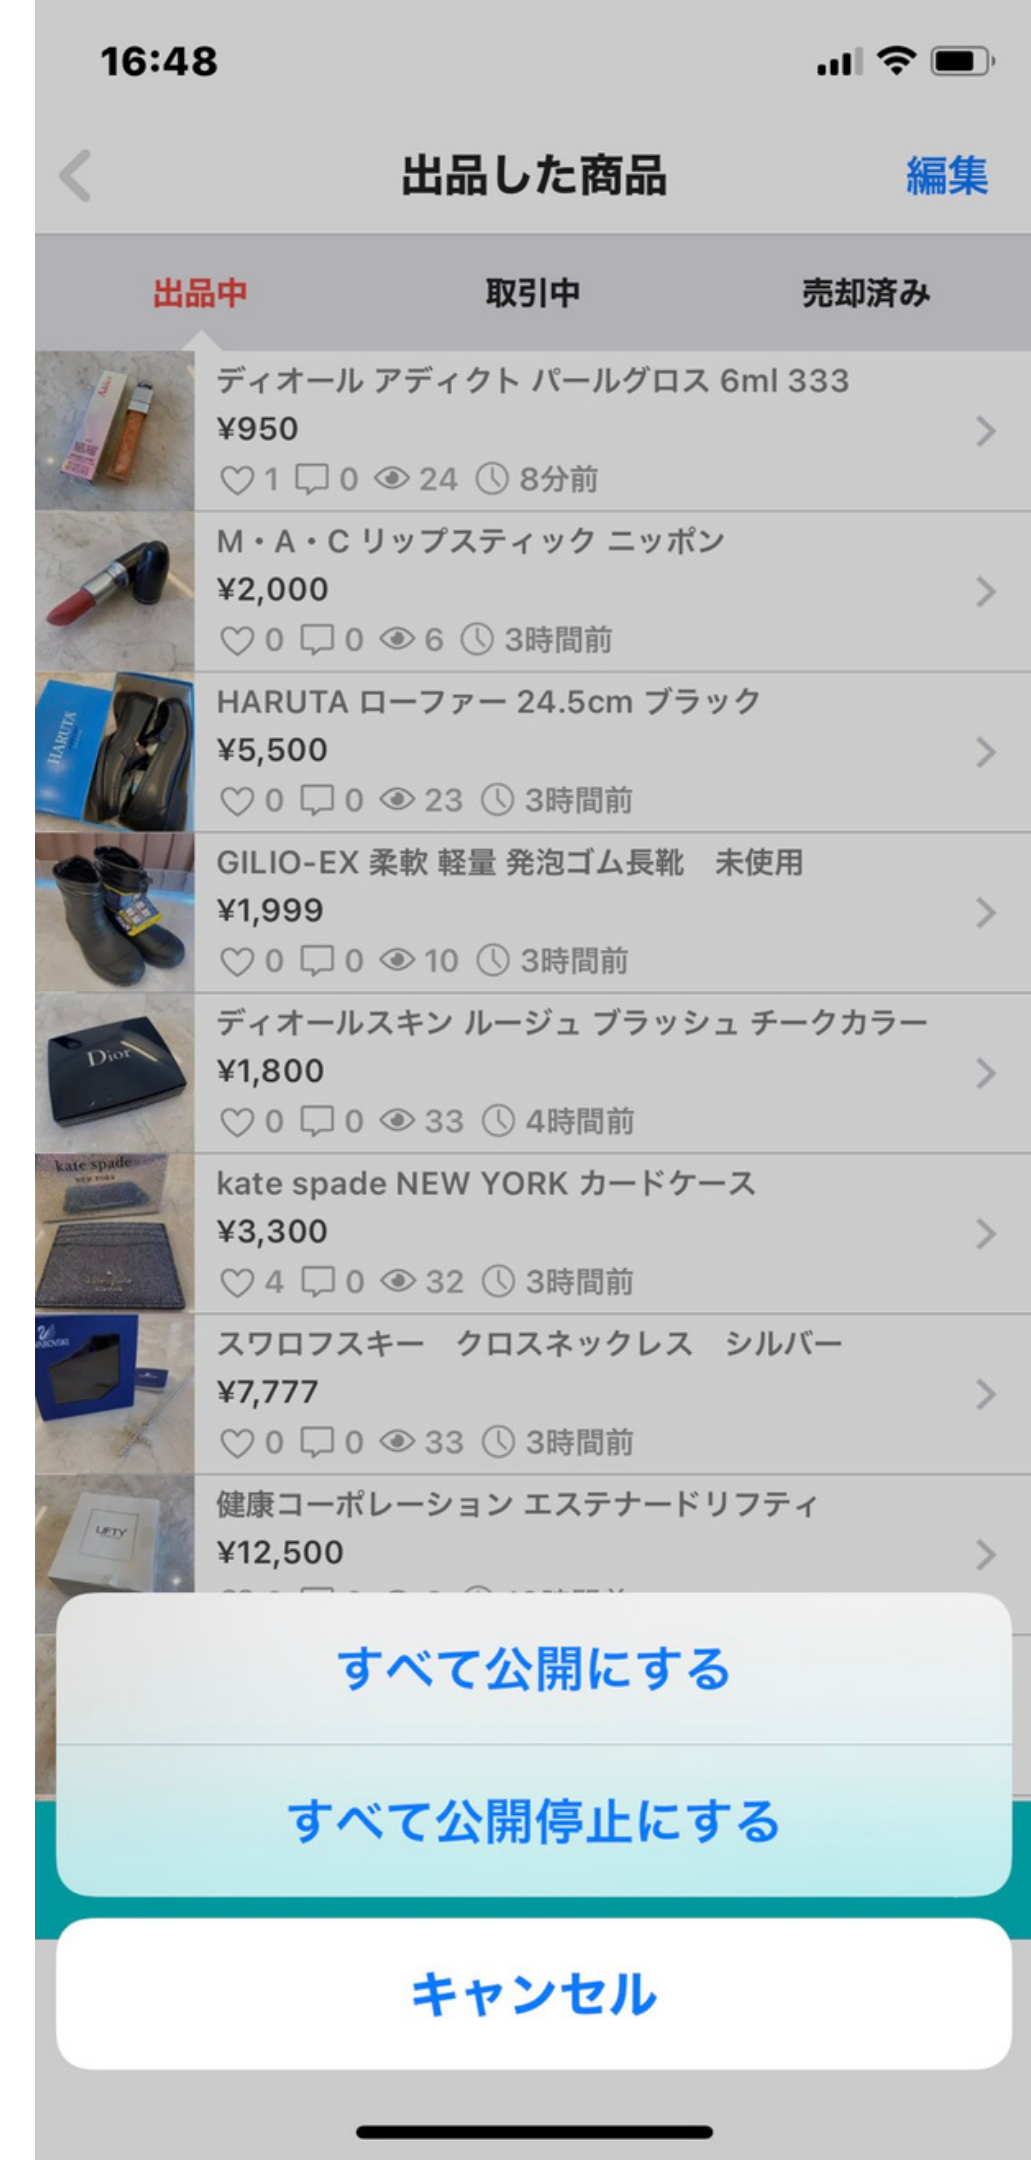 16:48
出品した商品
編集
出品中
取引中
売却済み
ディオール アディクト パールグロス 6ml 333
¥950
1 0 24 8分前
M・A・C リップスティック ニッポン
¥2,000
0 0 6 3時間前
HARUTA
HARUTA ローファー 24.5cm ブラック
¥5,500
0 0 23 3時間前
GILIO-EX 柔軟 軽量 発泡ゴム長靴　未使用
¥1,999
0 0 10 3時間前
Dior
ディオールスキン ルージュ ブラッシュ チークカラー
¥1,800
0 0 33 4時間前
kate spade
NEW YORK
kate spade NEW YORK カードケース
¥3,300
4 0 32 3時間前
スワロフスキー　クロスネックレス　シルバー
¥7,777
0 0 33 3時間前
LIFTY
健康コーポレーション エステナードリフティ
¥12,500
すべて公開にする
すべて公開停止にする
キャンセル